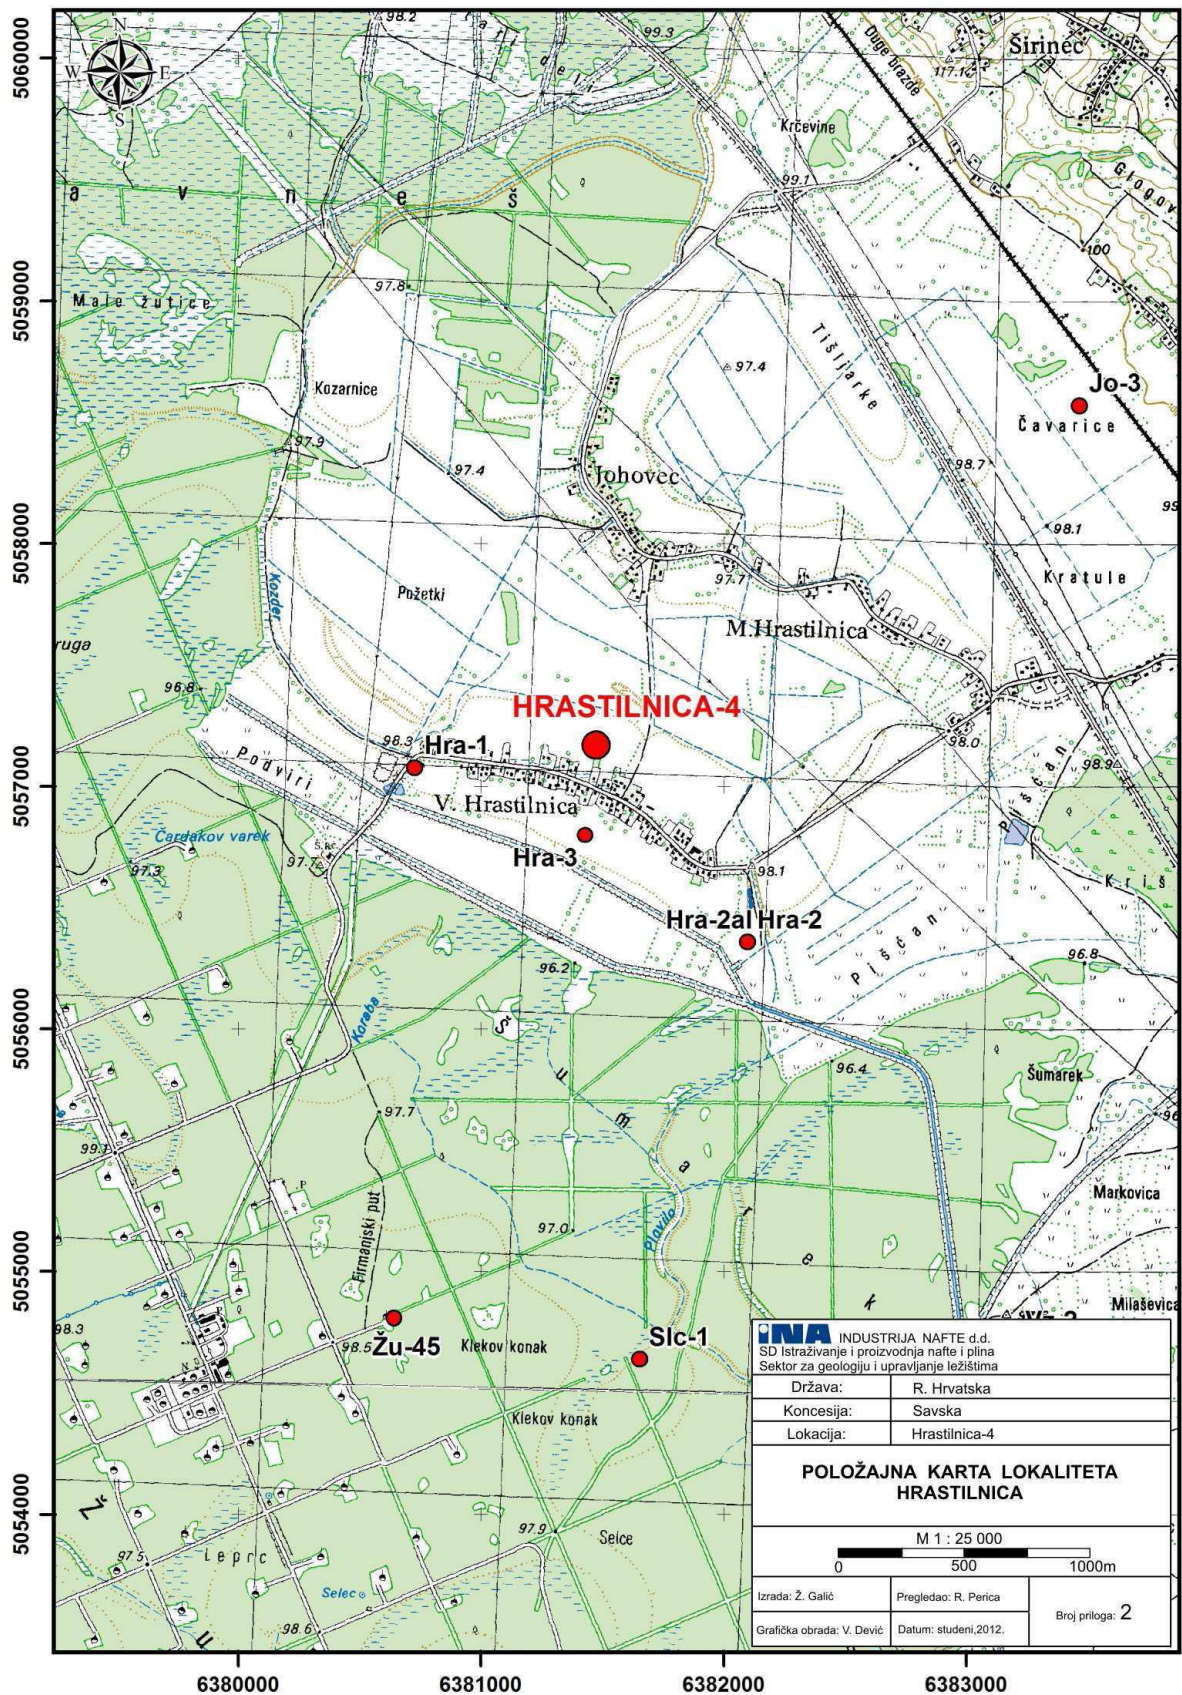 5060000
5059000
5058000
5057000
5056000
5055000
5054000
6380000
6381000
6382000
6383000
N
W
E
S
98.2
99.3
Širinec
Duge brazde
117.1
Krčevine
99.1
Glogov
100
a v n e š
97.8
Male žutice
Kozarnice
97.4
Tišljarke
Jo-3
Čavarice
97.9
97.4
Johovec
98.7
98.1
Kratule
97.7
Kozder
Požetki
M.Hrastilnica
ruga
96.8
HRASTILNICA-4
98.3
Hra-1
98.0
98.9
Podviri
V. Hrastilnica
Čardakov varek
97.3
97.7
Hra-3
98.1
Kriš
Hra-2al
Hra-2
Pišćan
96.2
96.8
Koraba
Šumarek
96.4
97.7
99.1
Plavilo
97.0
Markovica
Firmanjski put
Milaševica
98.3
98.5
Žu-45
Klekov konak
Slc-1
Klekov konak
97.9
Selce
Leprc
97.5
Selec
98.6
INA INDUSTRIJA NAFTE d.d.
SD Istraživanje i proizvodnja nafte i plina
Sektor za geologiju i upravljanje ležištima
Država: R. Hrvatska
Koncesija: Savska
Lokacija: Hrastilnica-4
POLOŽAJNA KARTA LOKALITETA
HRASTILNICA
M 1 : 25 000
0 500 1000m
Izrada: Ž. Galić
Pregledao: R. Perica
Grafička obrada: V. Dević
Datum: studeni,2012.
Broj priloga: 2